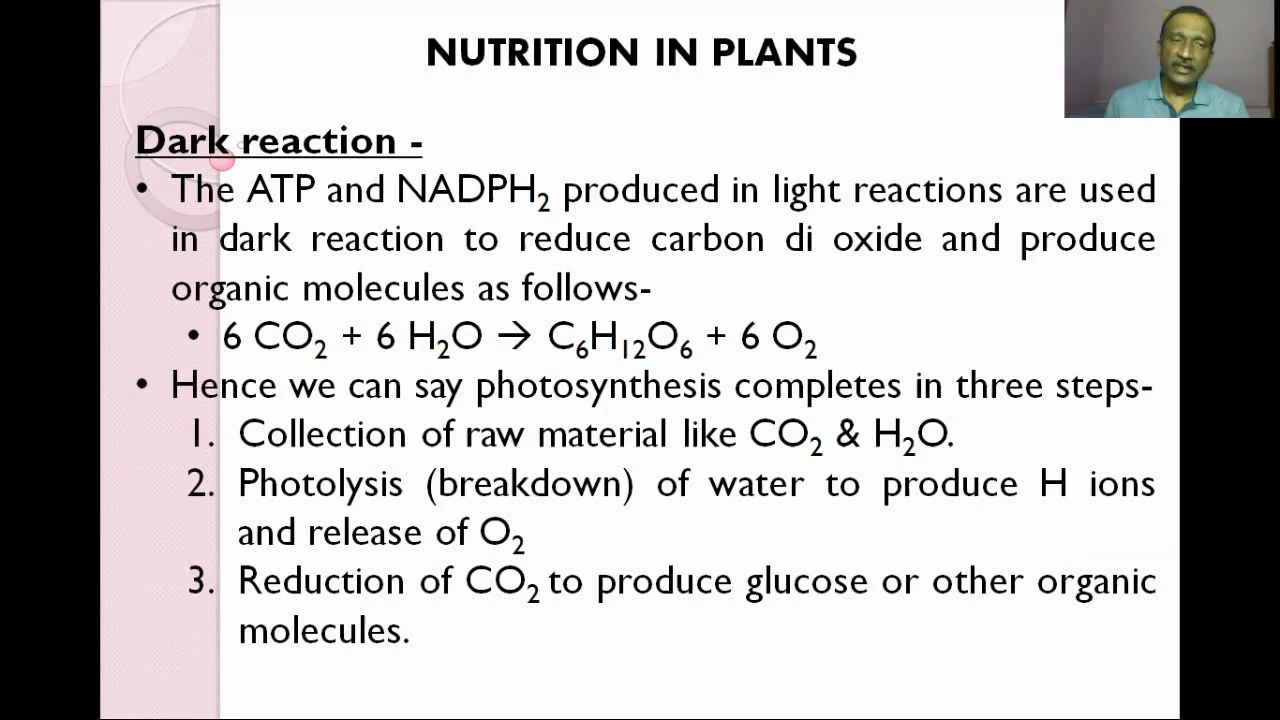 NUTRITION IN PLANTS
Dark reaction -
• The ATP and NADPH₂ produced in light reactions are used
in dark reaction to reduce carbon di oxide and produce
organic molecules as follows-
• 6 CO₂ + 6 H₂O → C₆H₁₂O₆ + 6 O₂
• Hence we can say photosynthesis completes in three steps-
1. Collection of raw material like CO₂ & H₂O.
2. Photolysis (breakdown) of water to produce H ions
and release of O₂
3. Reduction of CO₂ to produce glucose or other organic
molecules.